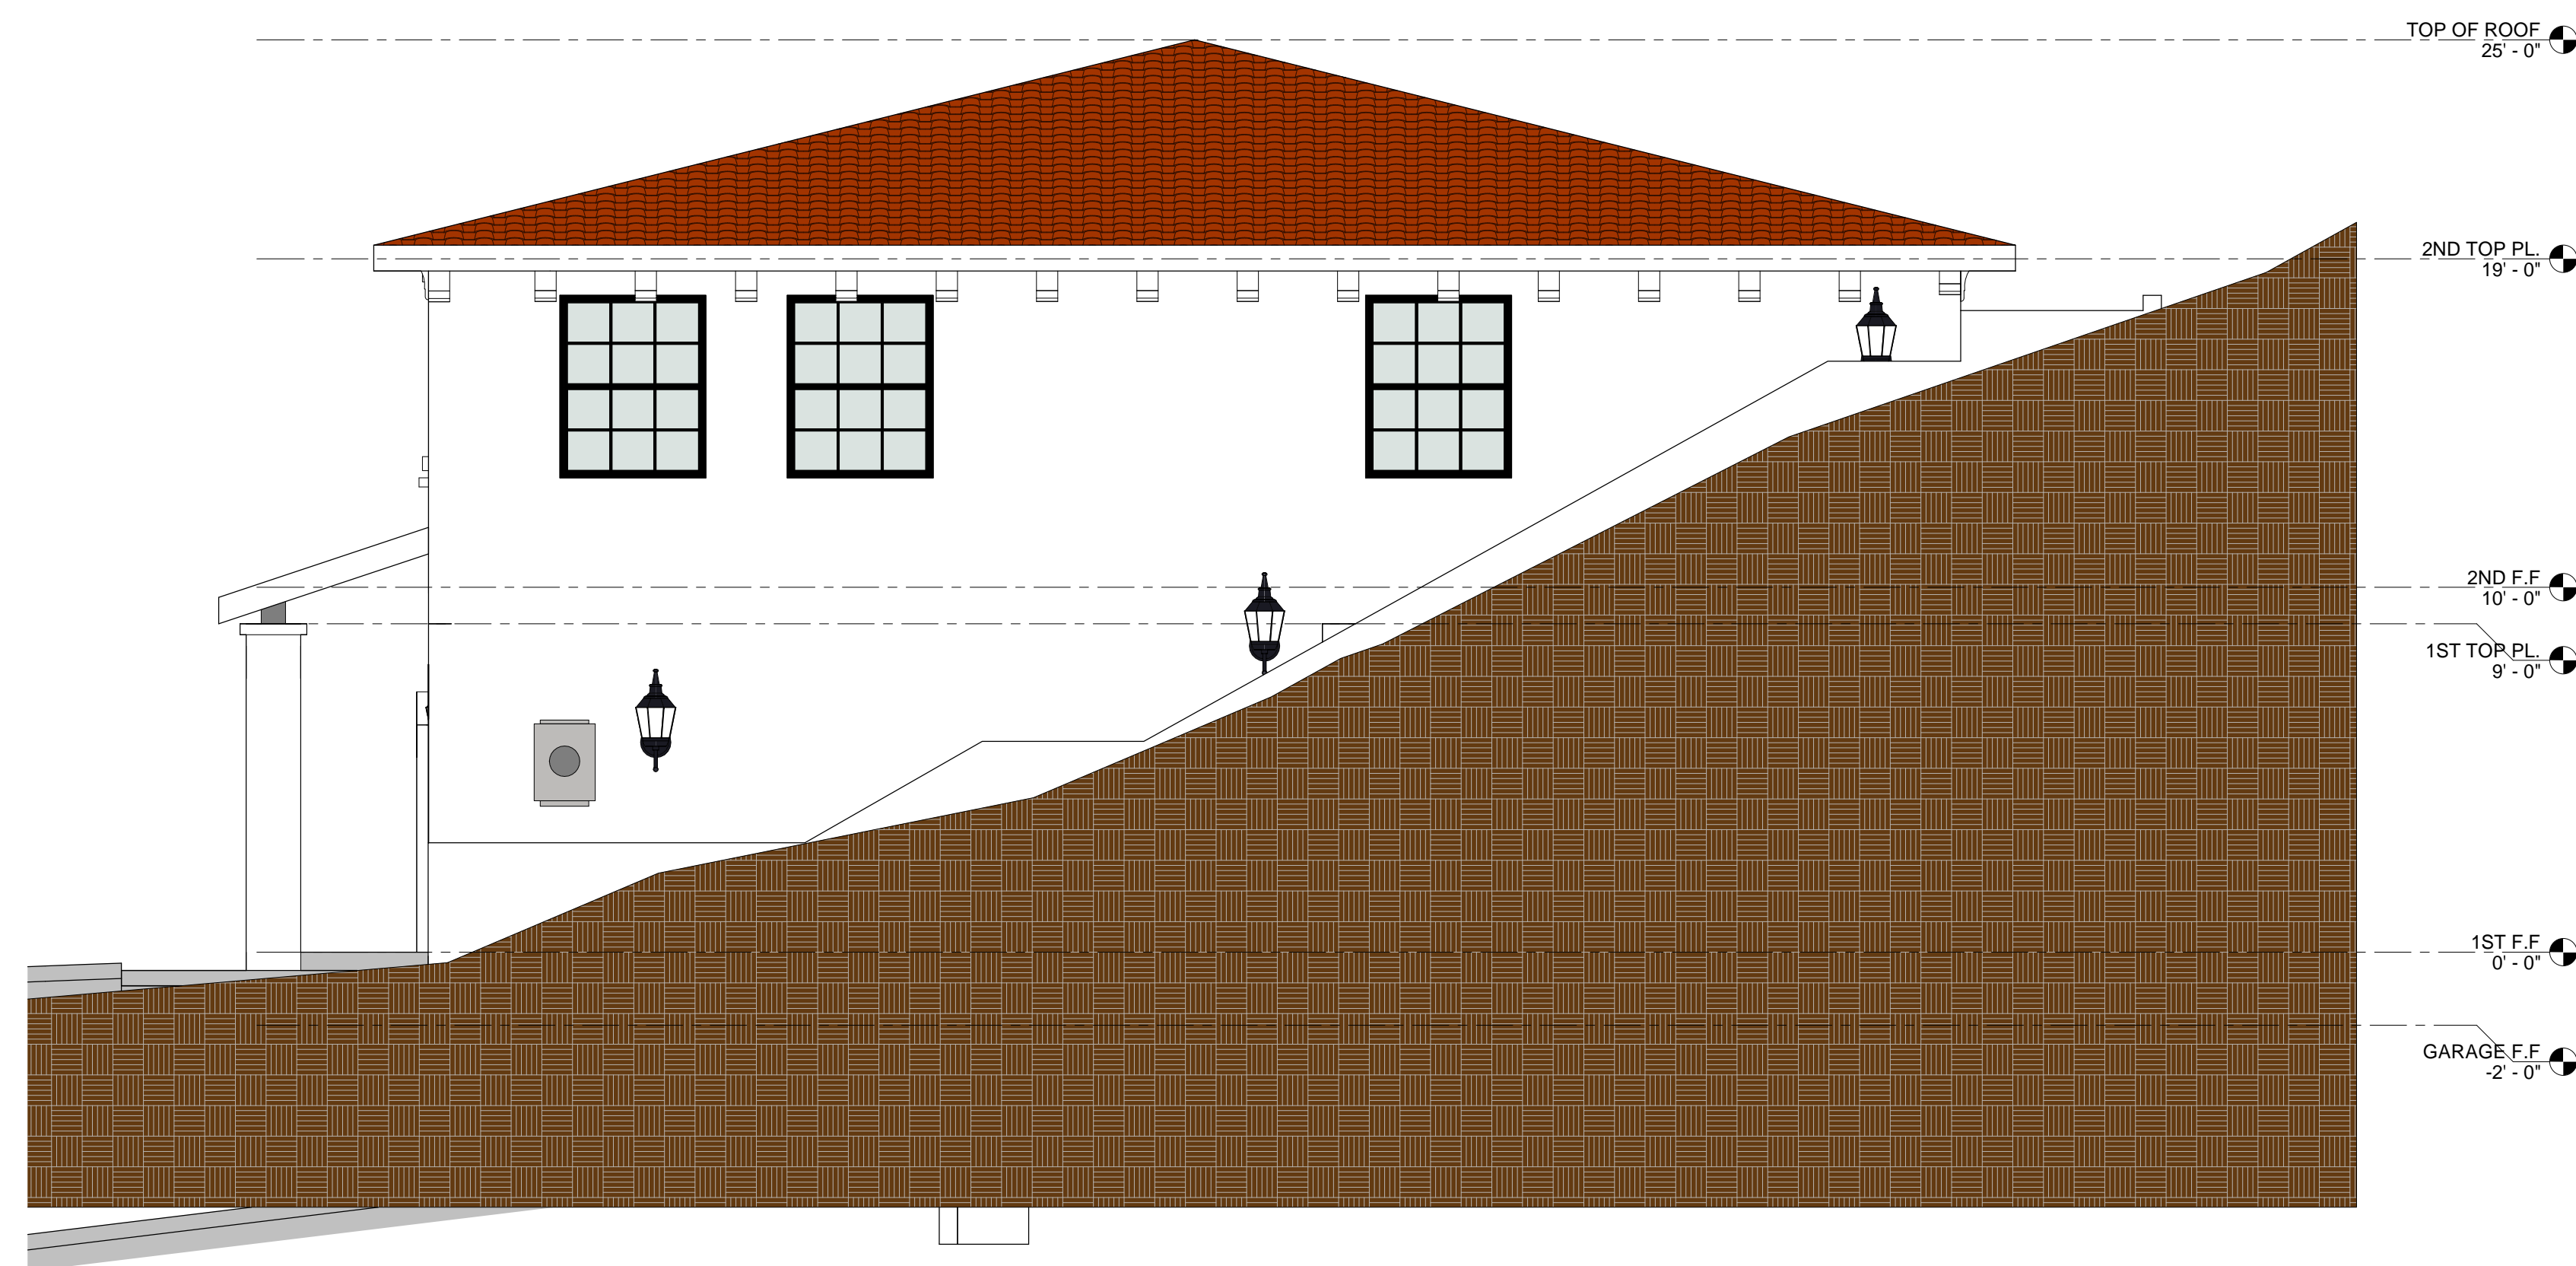 TOP OF ROOF
25' - 0"
2ND TOP PL.
19' - 0"
2ND F.F
10' - 0"
1ST TOP PL.
9' - 0"
1ST F.F
0' - 0"
GARAGE F.F
-2' - 0"